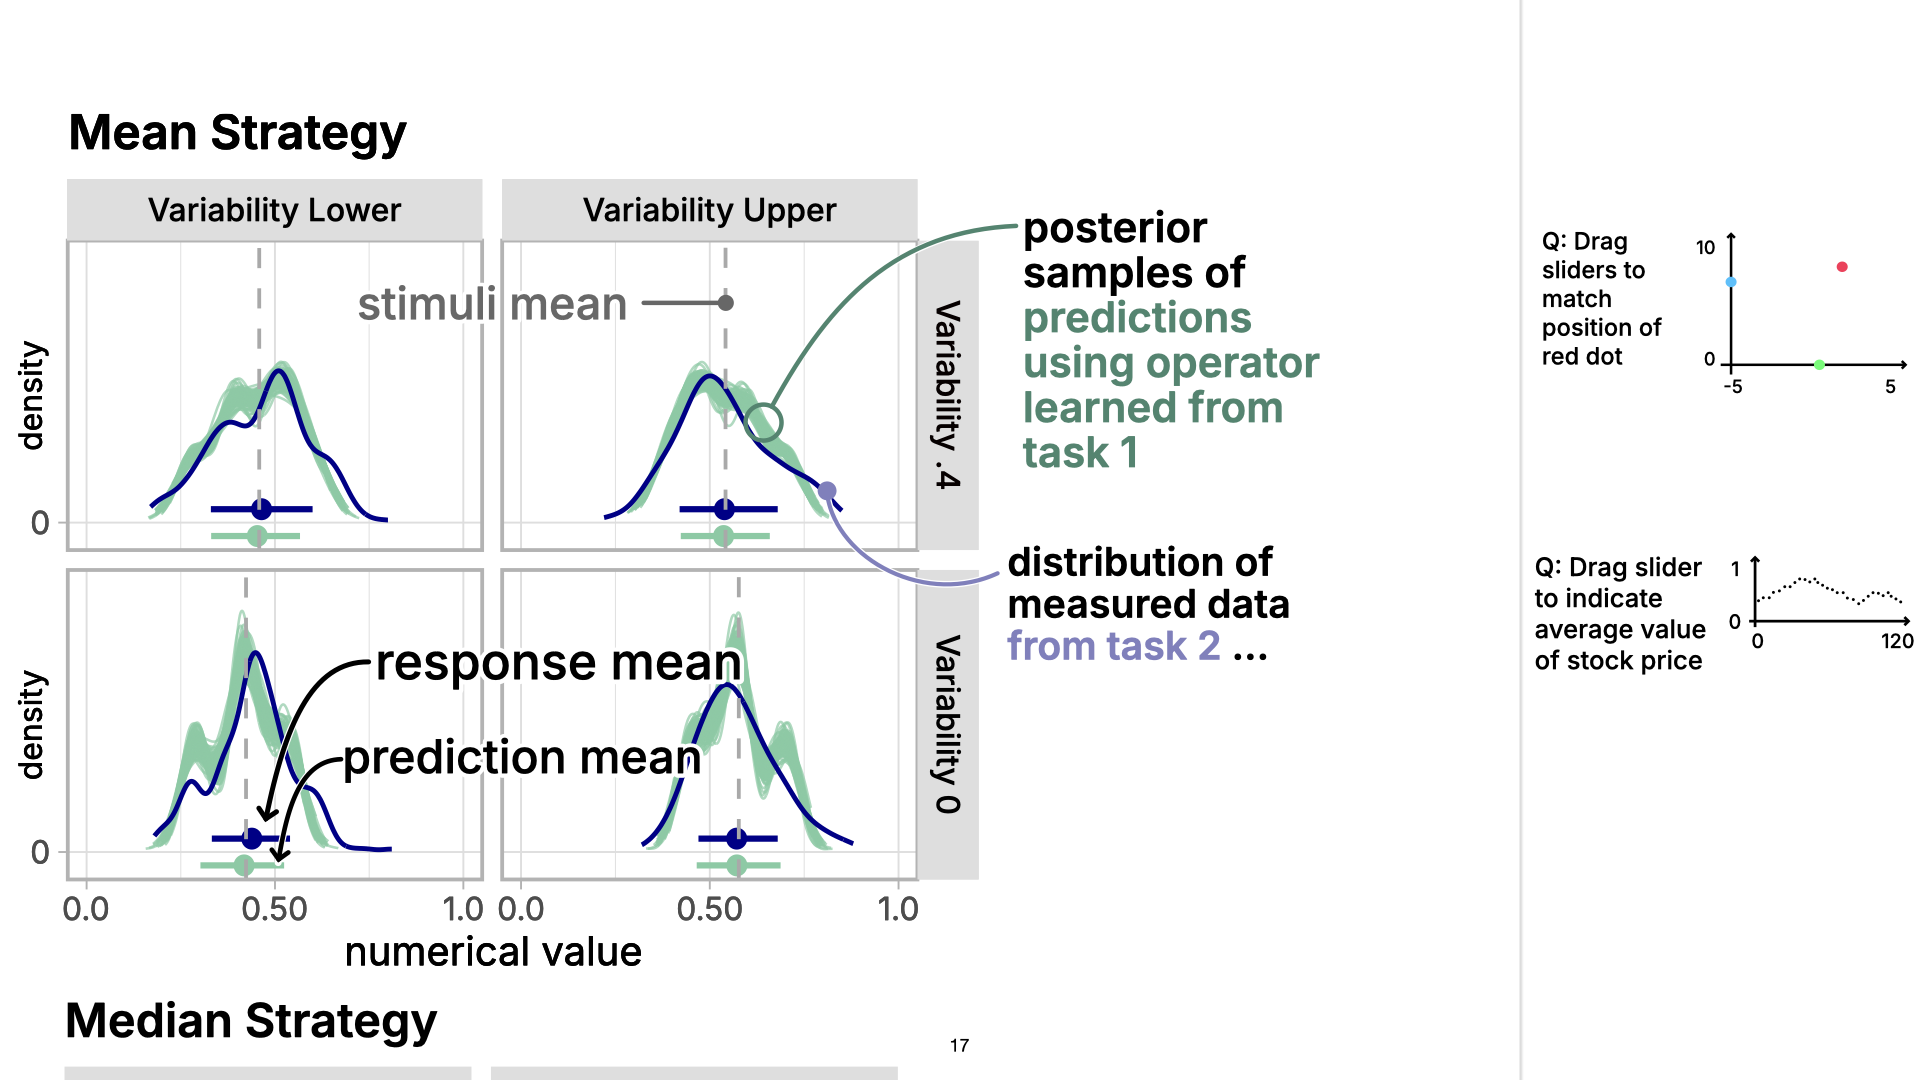 Mean Strategy
Variability Lower
Variability Upper
stimuli mean
posterior
samples of
predictions
using operator
learned from
task 1
Variability .4
density
0
distribution of
measured data
from task 2 ...
response mean
prediction mean
Variability 0
density
0
0.0 0.50 1.0 0.0 0.50 1.0
numerical value
Median Strategy
17
Q: Drag
sliders to
match
position of
red dot
10
0
-5 5
Q: Drag slider
to indicate
average value
of stock price
1
0
0 120